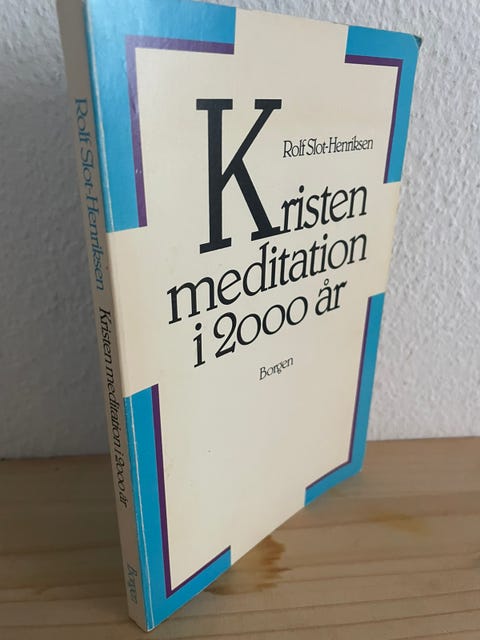 Rolf Slot-Henriksen
Kristen
meditation
i 2000 år
Borgen
Rolf Slot-Henriksen Kristen meditation i 2000 år Borgen